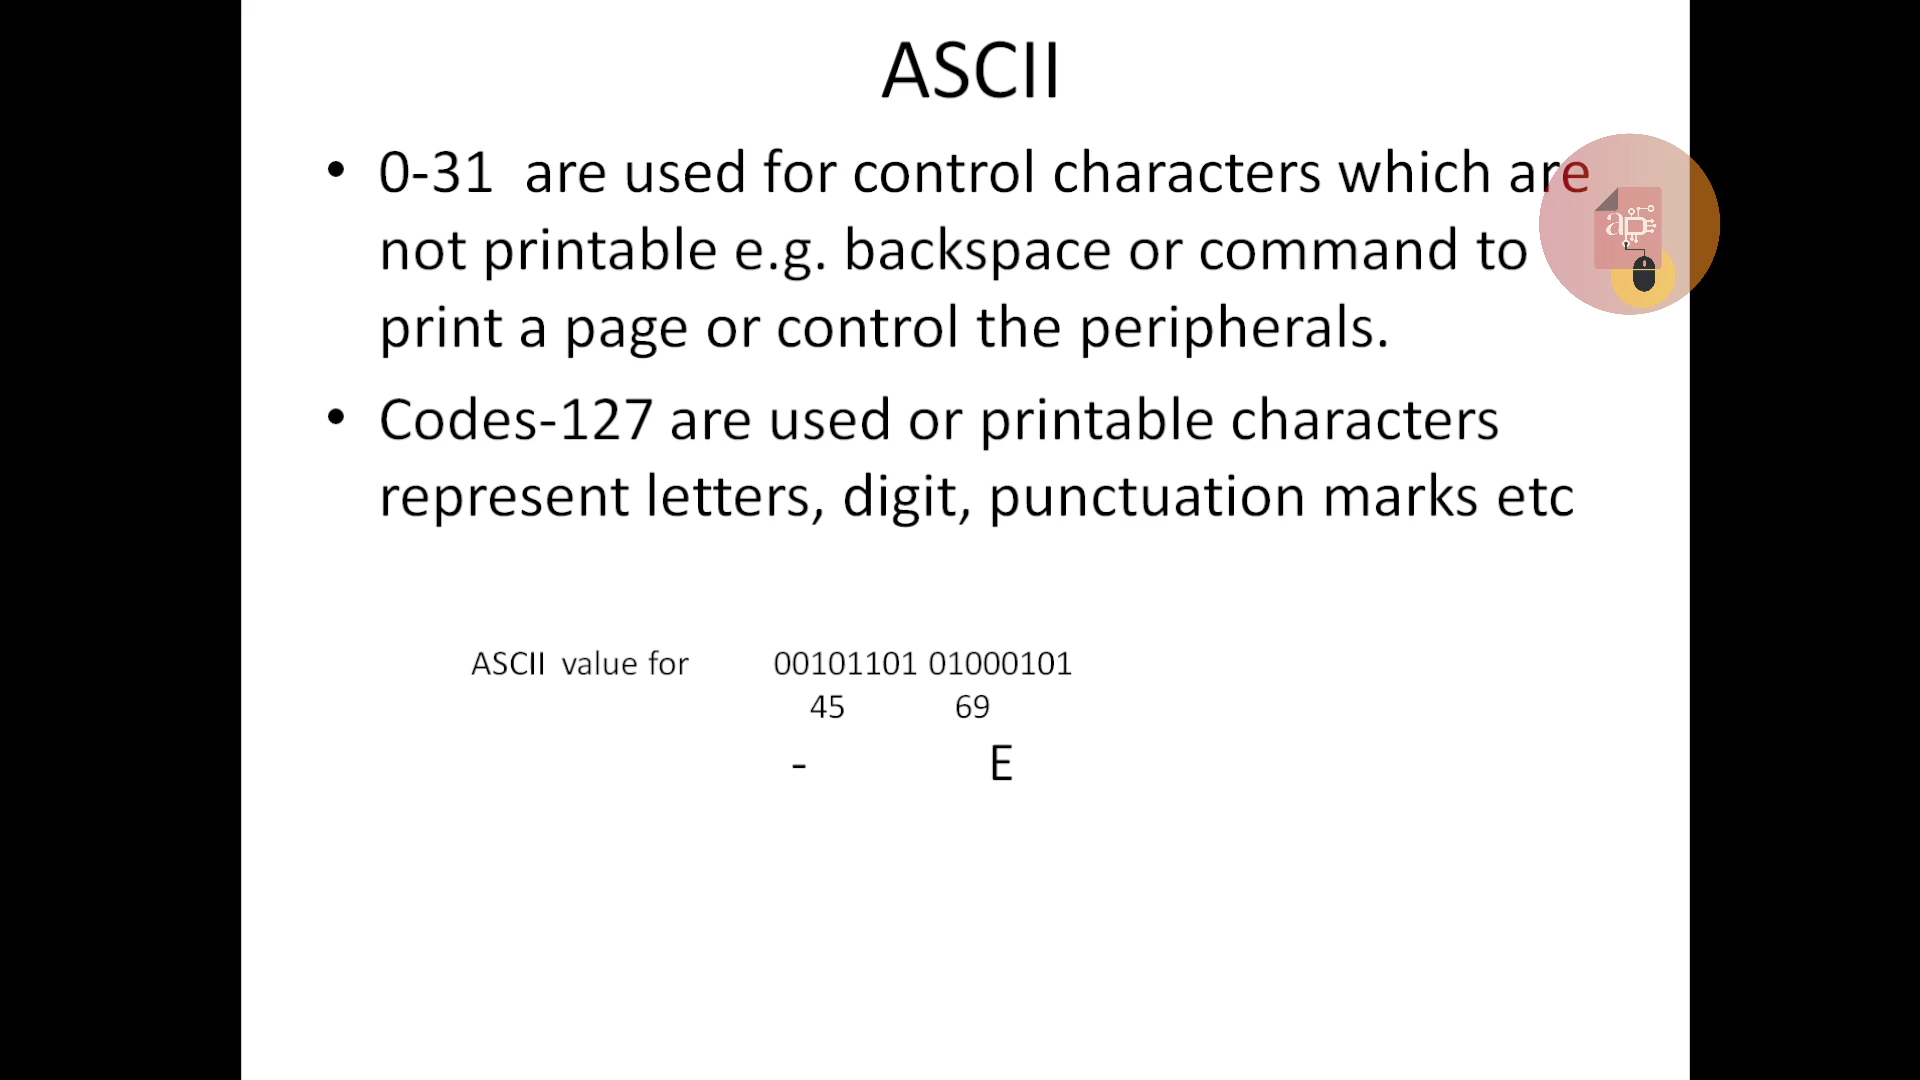 ASCII
• 0-31 are used for control characters which are
not printable e.g. backspace or command to
print a page or control the peripherals.
• Codes-127 are used or printable characters
represent letters, digit, punctuation marks etc
ASCII value for 00101101 01000101
45 69
- E